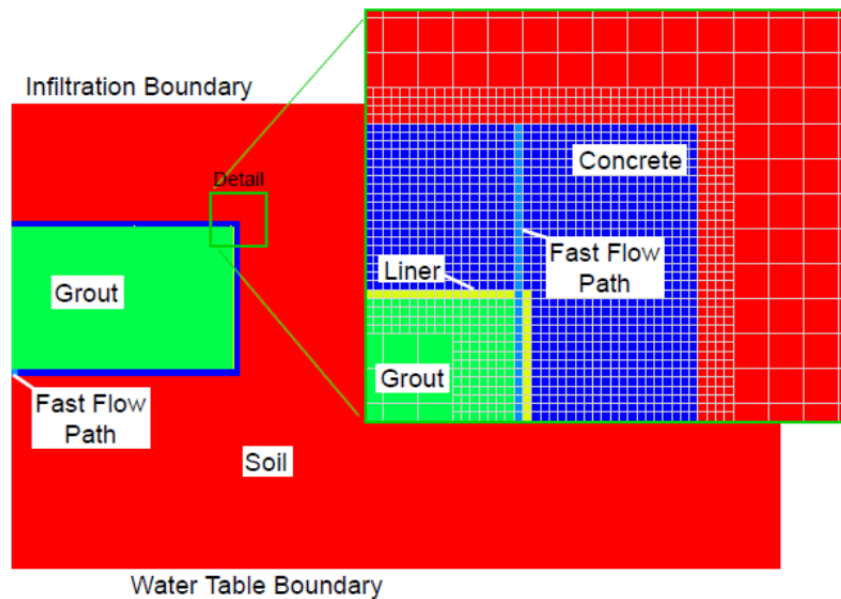 Infiltration Boundary
Detail
Concrete
Fast Flow
Path
Liner
Grout
Grout
Fast Flow
Path
Soil
Water Table Boundary